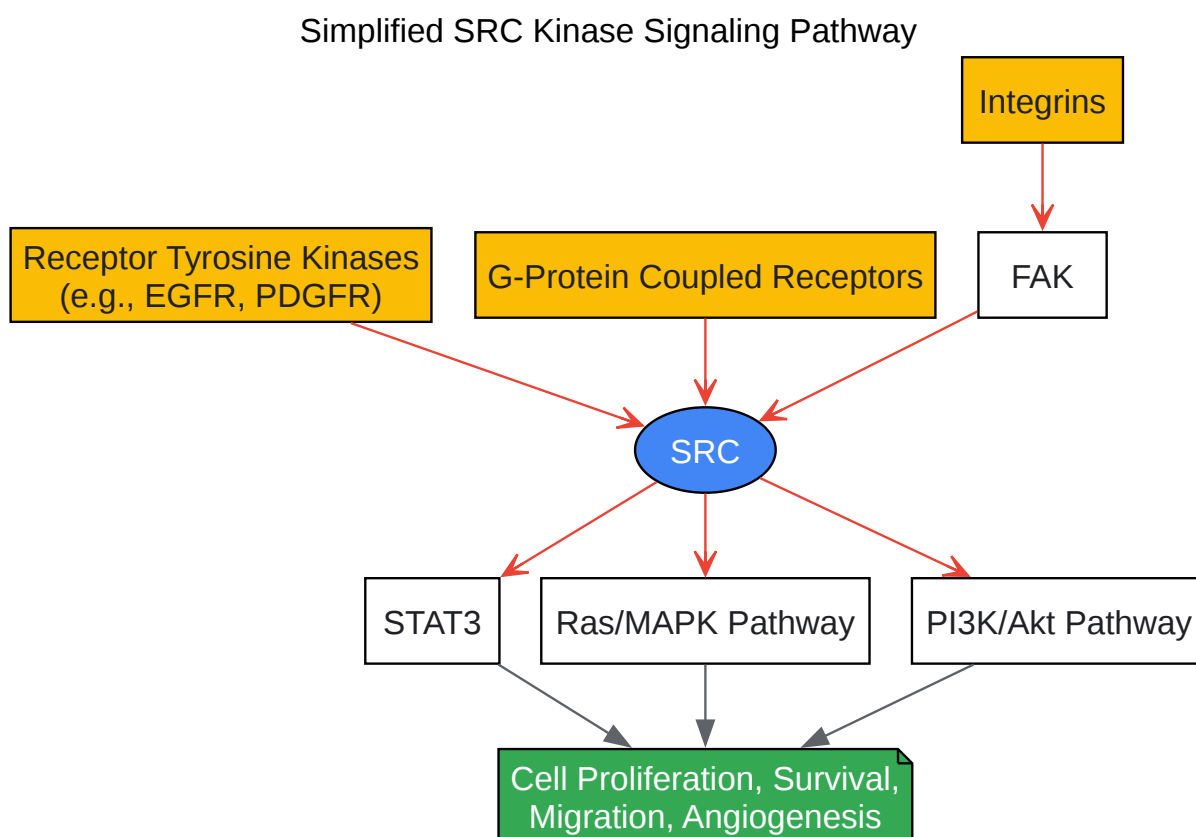 Simplified SRC Kinase Signaling Pathway
Integrins
Receptor Tyrosine Kinases
(e.g., EGFR, PDGFR)
G-Protein Coupled Receptors
FAK
SRC
STAT3
Ras/MAPK Pathway
PI3K/Akt Pathway
Cell Proliferation, Survival,
Migration, Angiogenesis